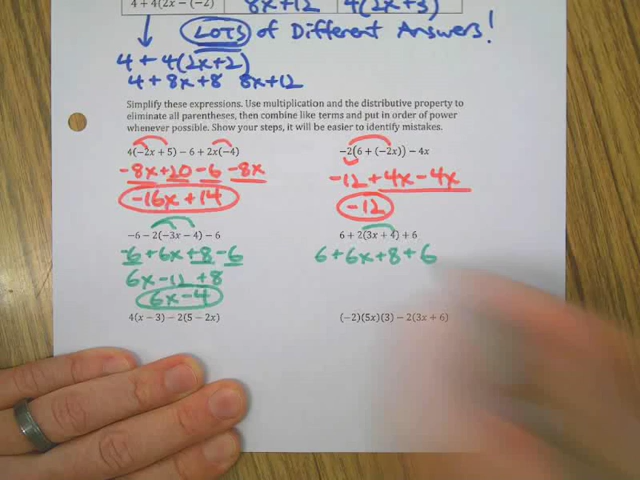 4 + 4(2x − (−2) 8x+12 4(2x+3)
LOTS of Different Answers!
4 + 4(2x+2)
4 + 8x+8 8x+12
Simplify these expressions. Use multiplication and the distributive property to
eliminate all parentheses, then combine like terms and put in order of power
whenever possible. Show your steps, it will be easier to identify mistakes.
4(−2x + 5) − 6 + 2x(−4)
−8x+20 −6 −8x
−16x + 14
−2(6 + (−2x)) − 4x
−12 +4x −4x
−12
−6 − 2(−3x − 4) − 6
−6 + 6x +8 −6
6x −12 +8
6x −4
6 + 2(3x + 4) + 6
6+6x+8+6
4(x − 3) − 2(5 − 2x)
(−2)(5x)(3) − 2(3x + 6)